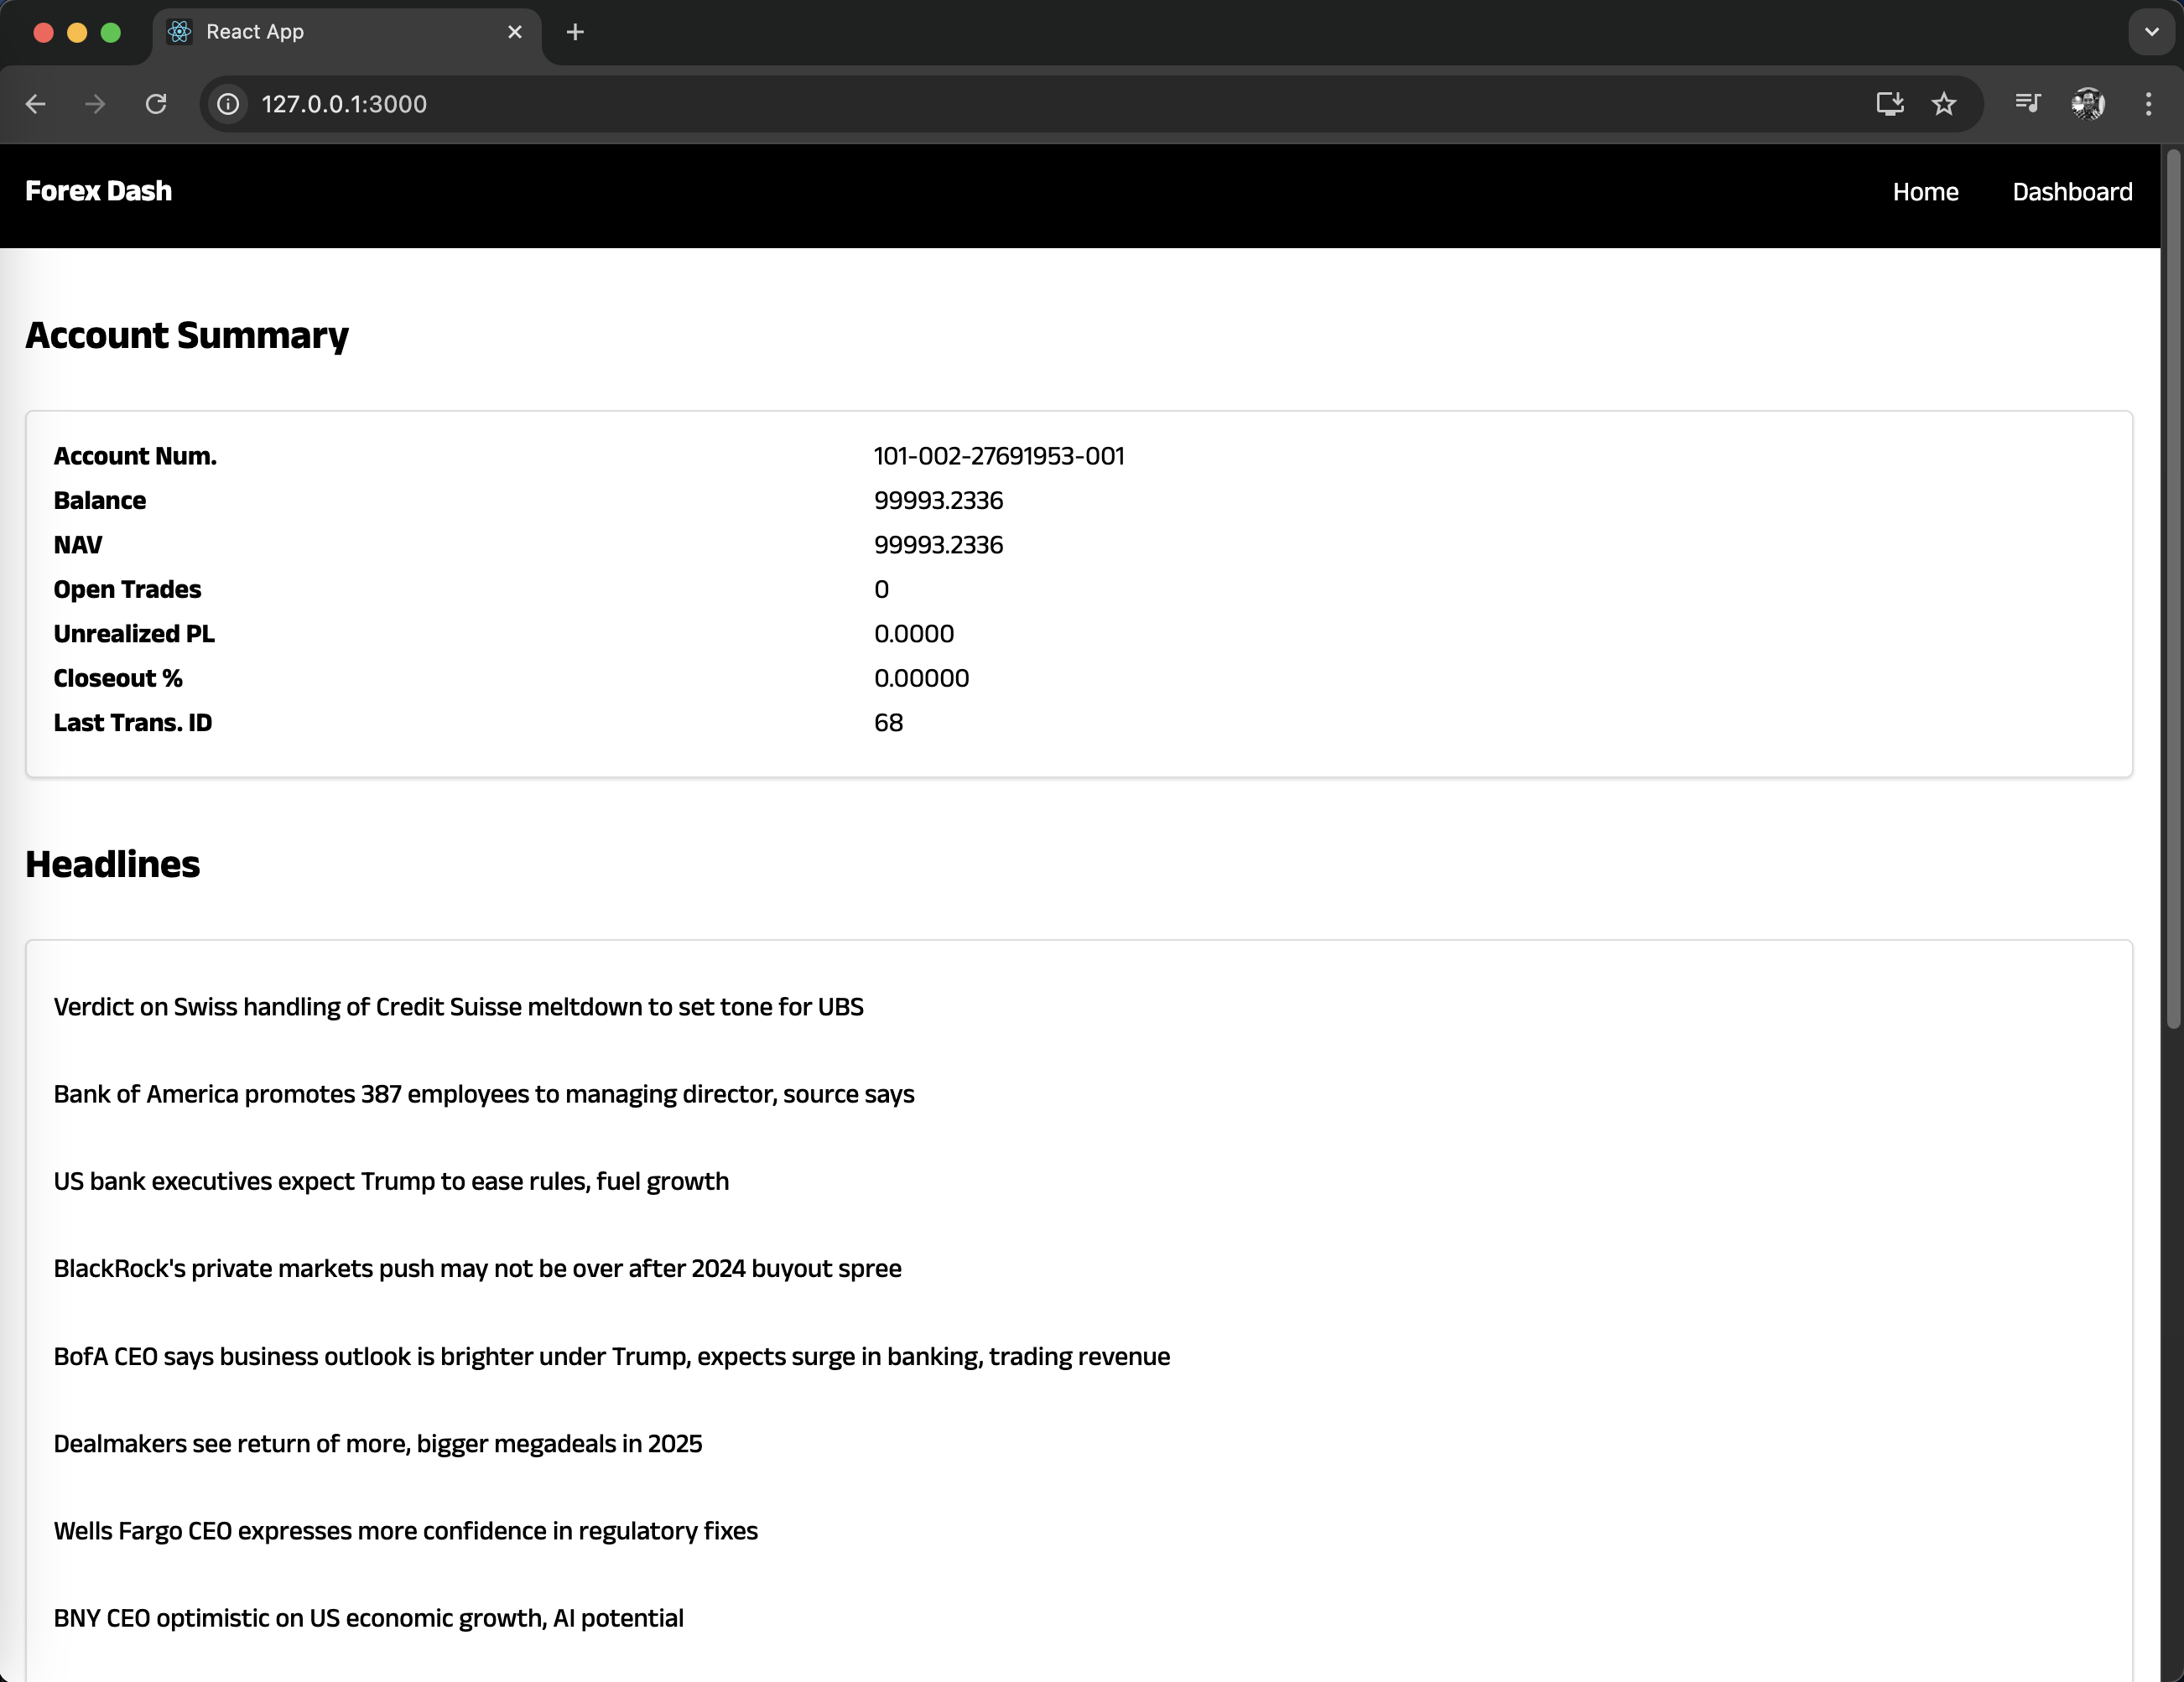 React App
127.0.0.1:3000
Forex Dash
Home Dashboard
Account Summary
Account Num. 101-002-27691953-001
Balance 99993.2336
NAV 99993.2336
Open Trades 0
Unrealized PL 0.0000
Closeout % 0.00000
Last Trans. ID 68
Headlines
Verdict on Swiss handling of Credit Suisse meltdown to set tone for UBS
Bank of America promotes 387 employees to managing director, source says
US bank executives expect Trump to ease rules, fuel growth
BlackRock's private markets push may not be over after 2024 buyout spree
BofA CEO says business outlook is brighter under Trump, expects surge in banking, trading revenue
Dealmakers see return of more, bigger megadeals in 2025
Wells Fargo CEO expresses more confidence in regulatory fixes
BNY CEO optimistic on US economic growth, AI potential